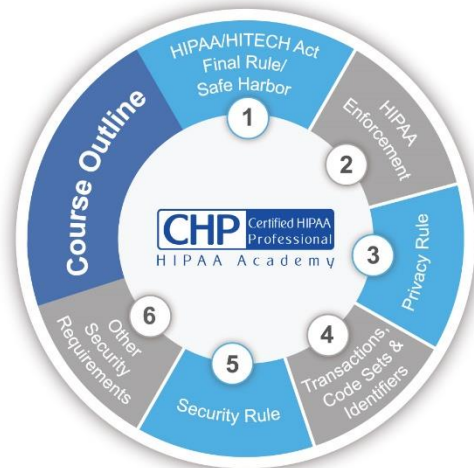 Course Outline
HIPAA/HITECH Act
Final Rule/
Safe Harbor
1
HIPAA
Enforcement
2
Privacy Rule
3
Transactions,
Code Sets &
Identifiers
4
Security Rule
5
Other
Security
Requirements
6
CHP Certified HIPAA
Professional
HIPAA Academy